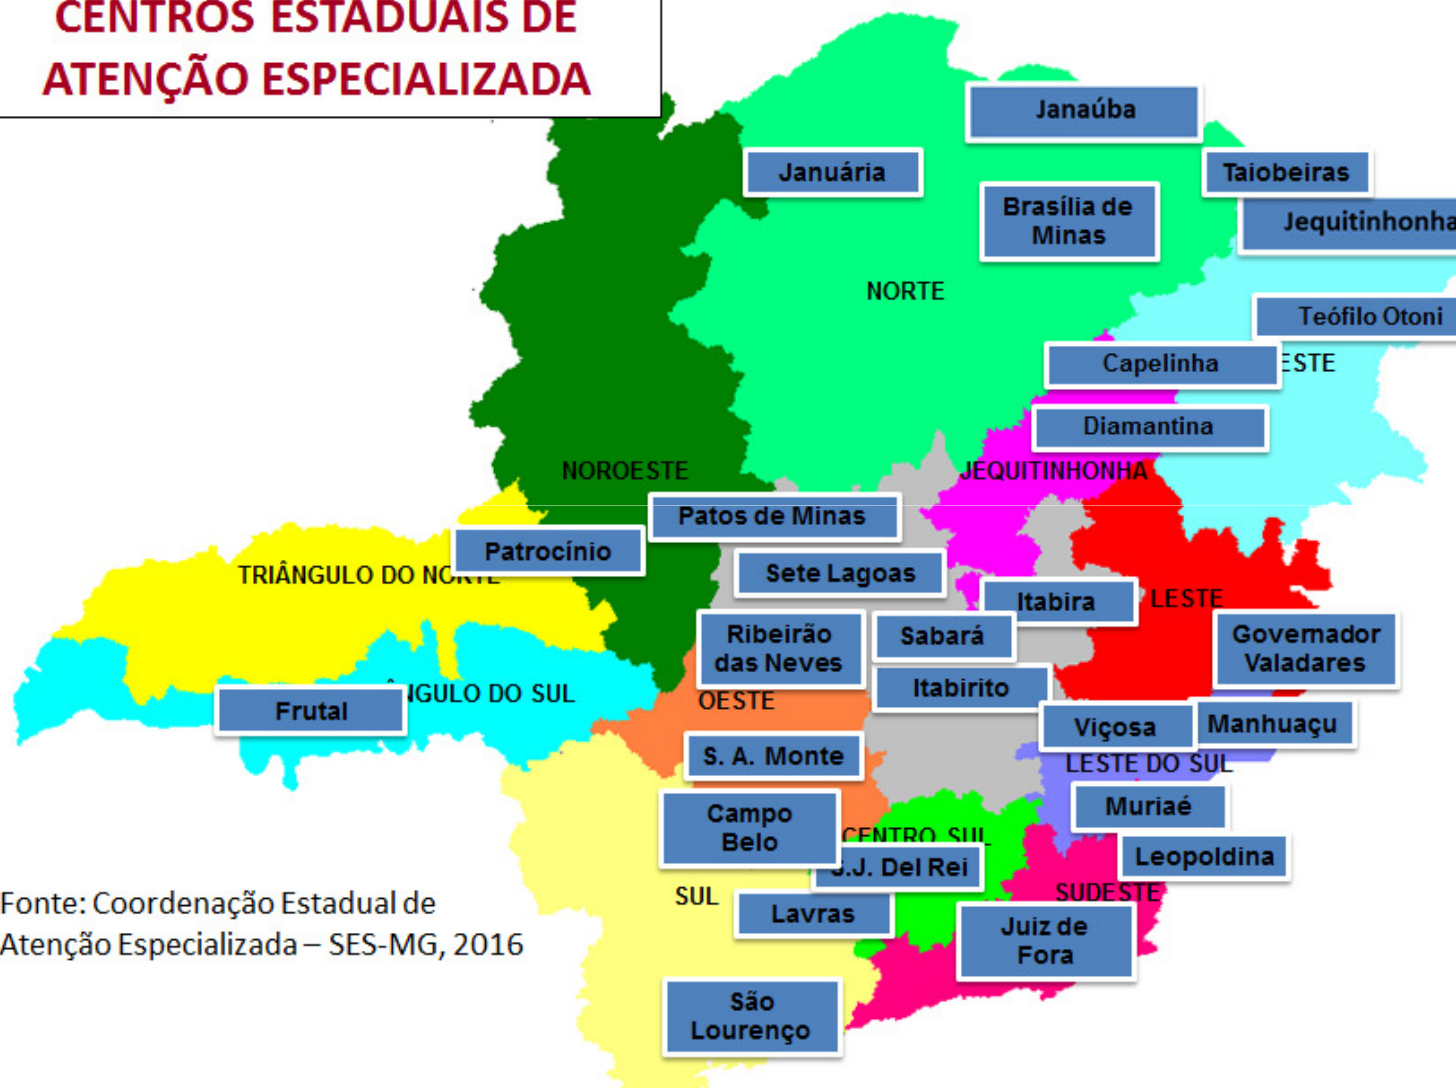 CENTROS ESTADUAIS DE
ATENÇÃO ESPECIALIZADA
Janaúba
Januária
Taiobeiras
Brasília de
Minas
Jequitinhonha
NORTE
Teófilo Otoni
Capelinha
ESTE
Diamantina
NOROESTE
JEQUITINHONHA
Patos de Minas
Patrocínio
TRIÂNGULO DO NORTE
Sete Lagoas
Itabira
LESTE
Ribeirão
das Neves
Sabará
Governador
Valadares
Itabirito
ÂNGULO DO SUL
OESTE
Frutal
Viçosa
Manhuaçu
S. A. Monte
LESTE DO SUL
Muriaé
Campo
Belo
CENTRO SUL
S.J. Del Rei
Leopoldina
SUL
SUDESTE
Lavras
Juiz de
Fora
Fonte: Coordenação Estadual de
Atenção Especializada – SES-MG, 2016
São
Lourenço